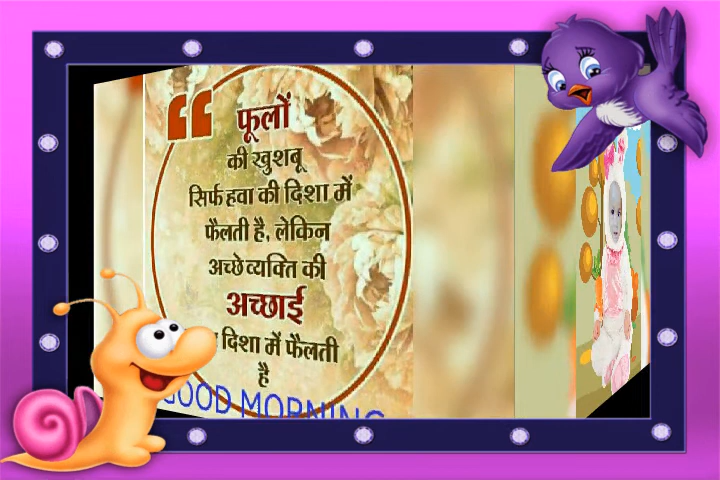 फूलों
की खुशबू
सिर्फ हवा की दिशा में
फैलती है, लेकिन
अच्छे व्यक्ति की
अच्छाई
दिशा में फैलती
है
GOOD MORNING